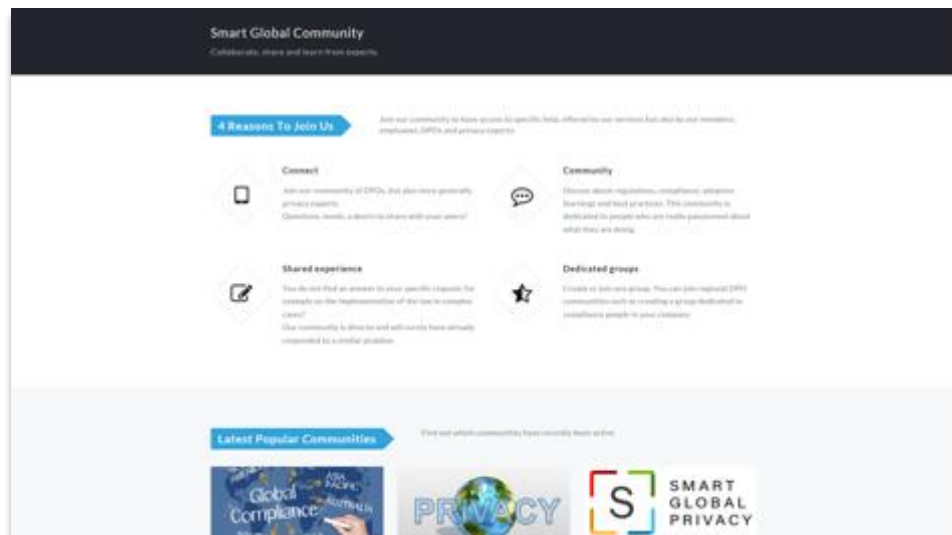 Smart Global Community
Collaborate, share and learn from experts.
4 Reasons To Join Us
Join our community to have access to specific help, offered by our services but also by our members,
employees, DPOs and privacy experts.
Connect
Join our community of DPOs, but also more generally
privacy experts.
Questions, needs, a desire to share with your peers?
Community
Discuss about regulations, compliance, adoption
learnings and best practices. This community is
dedicated to people who are really passionned about
what they are doing.
Shared experience
You do not find an answer to your specific request, for
example on the implementation of the law in complex
cases?
Our community is diverse and will surely have already
responded to a similar problem.
Dedicated groups
Create or join any group. You can join regional DPO
communities such as creating a group dedicated to
compliance people in your company.
Latest Popular Communities
Find out which communities have recently been active.
Global
Compliance
ASIA
PACIFIC
AUSTRALIA
PRIVACY
S
SMART
GLOBAL
PRIVACY